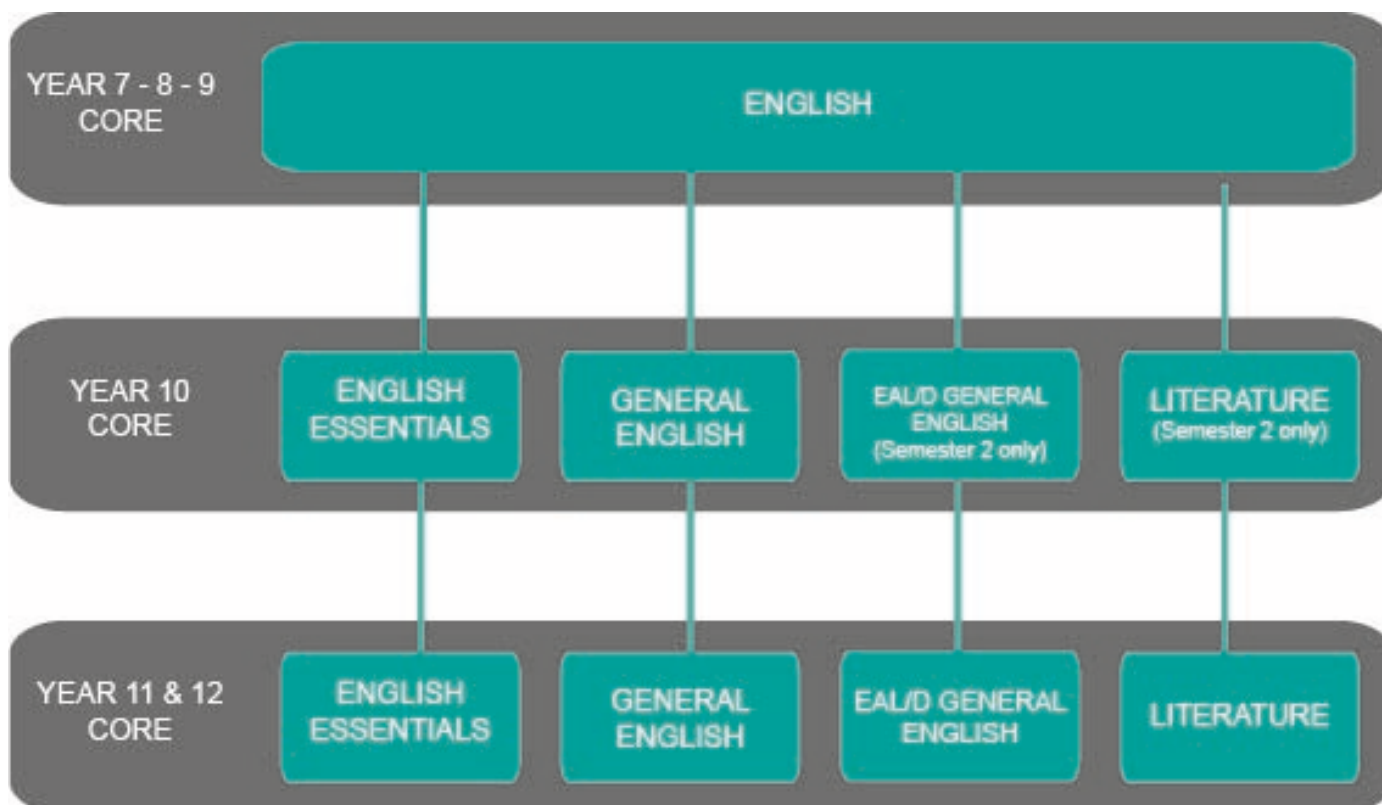 YEAR 7 - 8 - 9
CORE
ENGLISH
YEAR 10
CORE
ENGLISH
ESSENTIALS
GENERAL
ENGLISH
EAL/D GENERAL
ENGLISH
(Semester 2 only)
LITERATURE
(Semester 2 only)
YEAR 11 & 12
CORE
ENGLISH
ESSENTIALS
GENERAL
ENGLISH
EAL/D GENERAL
ENGLISH
LITERATURE